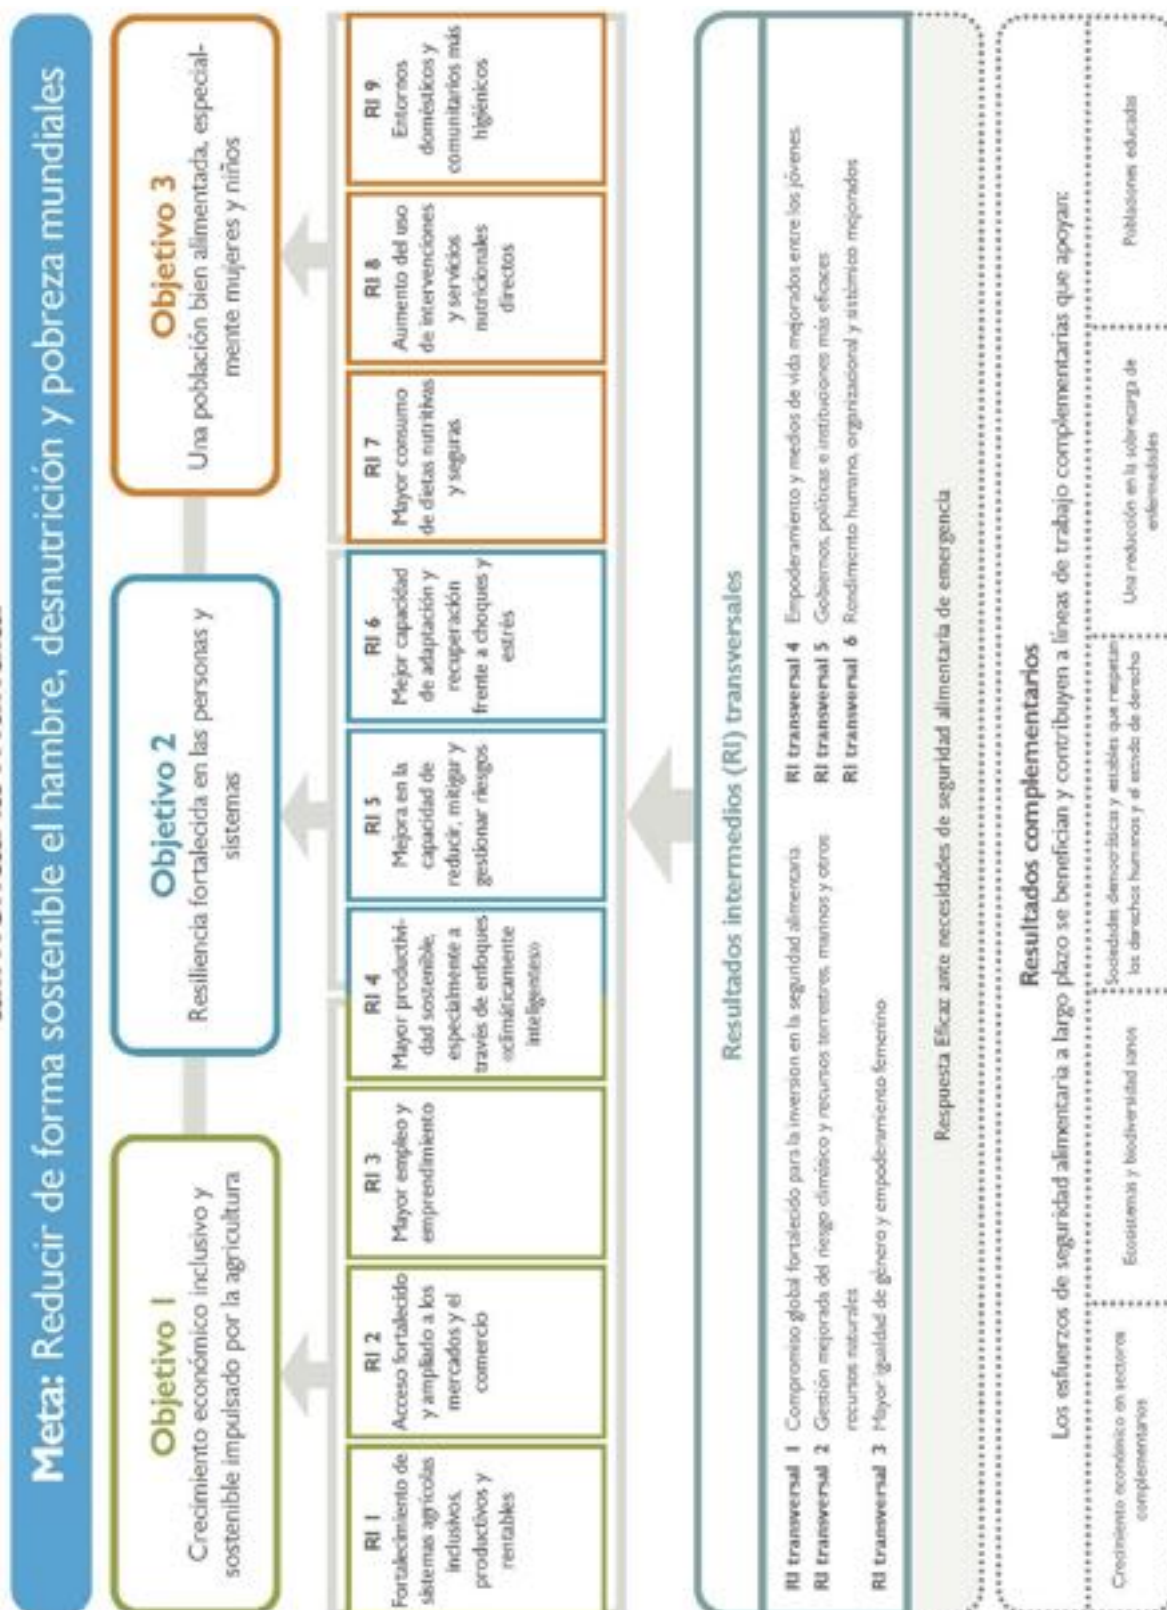 Meta: Reducir de forma sostenible el hambre, desnutrición y pobreza mundiales
Objetivo 1
Crecimiento económico inclusivo y
sostenible impulsado por la agricultura
Objetivo 2
Resiliencia fortalecida en las personas y
sistemas
Objetivo 3
Una población bien alimentada, especial-
mente mujeres y niños
RI 1
Fortalecimiento de
sistemas agrícolas
inclusivos,
productivos y
rentables
RI 2
Acceso fortalecido
y ampliado a los
mercados y el
comercio
RI 3
Mayor empleo y
emprendimiento
RI 4
Mayor productivi-
dad sostenible,
especialmente a
través de enfoques
«climáticamente
inteligentes»
RI 5
Mejora en la
capacidad de
reducir, mitigar y
gestionar riesgos
RI 6
Mejor capacidad
de adaptación y
recuperación
frente a choques y
estrés
RI 7
Mayor consumo
de dietas nutritivas
y seguras
RI 8
Aumento del uso
de intervenciones
y servicios
nutricionales
directos
RI 9
Entornos
domésticos y
comunitarios más
higiénicos
Resultados intermedios (RI) transversales
RI transversal 1 Compromiso global fortalecido para la inversion en la seguridad alimentaria
RI transversal 2 Gestión mejorada del riesgo climático y recursos terrestres, marinos y otros
recursos naturales
RI transversal 3 Mayor igualdad de género y empoderamiento femenino
RI transversal 4 Empoderamiento y medios de vida mejorados entre los jóvenes
RI transversal 5 Gobiernos, políticas e instituciones más eficaces
RI transversal 6 Rendimiento humano, organizacional y sistémico mejorados
Respuesta Eficaz ante necesidades de seguridad alimentaria de emergencia
Resultados complementarios
Los esfuerzos de seguridad alimentaria a largo plazo se benefician y contribuyen a líneas de trabajo complementarias que apoyan:
Crecimiento económico en sectores
complementarios
Ecosistemas y biodiversidad sanos
Sociedades democráticas y estables que respetan
los derechos humanos y el estado de derecho
Una reducción en la sobrecarga de
enfermedades
Poblaciones educadas